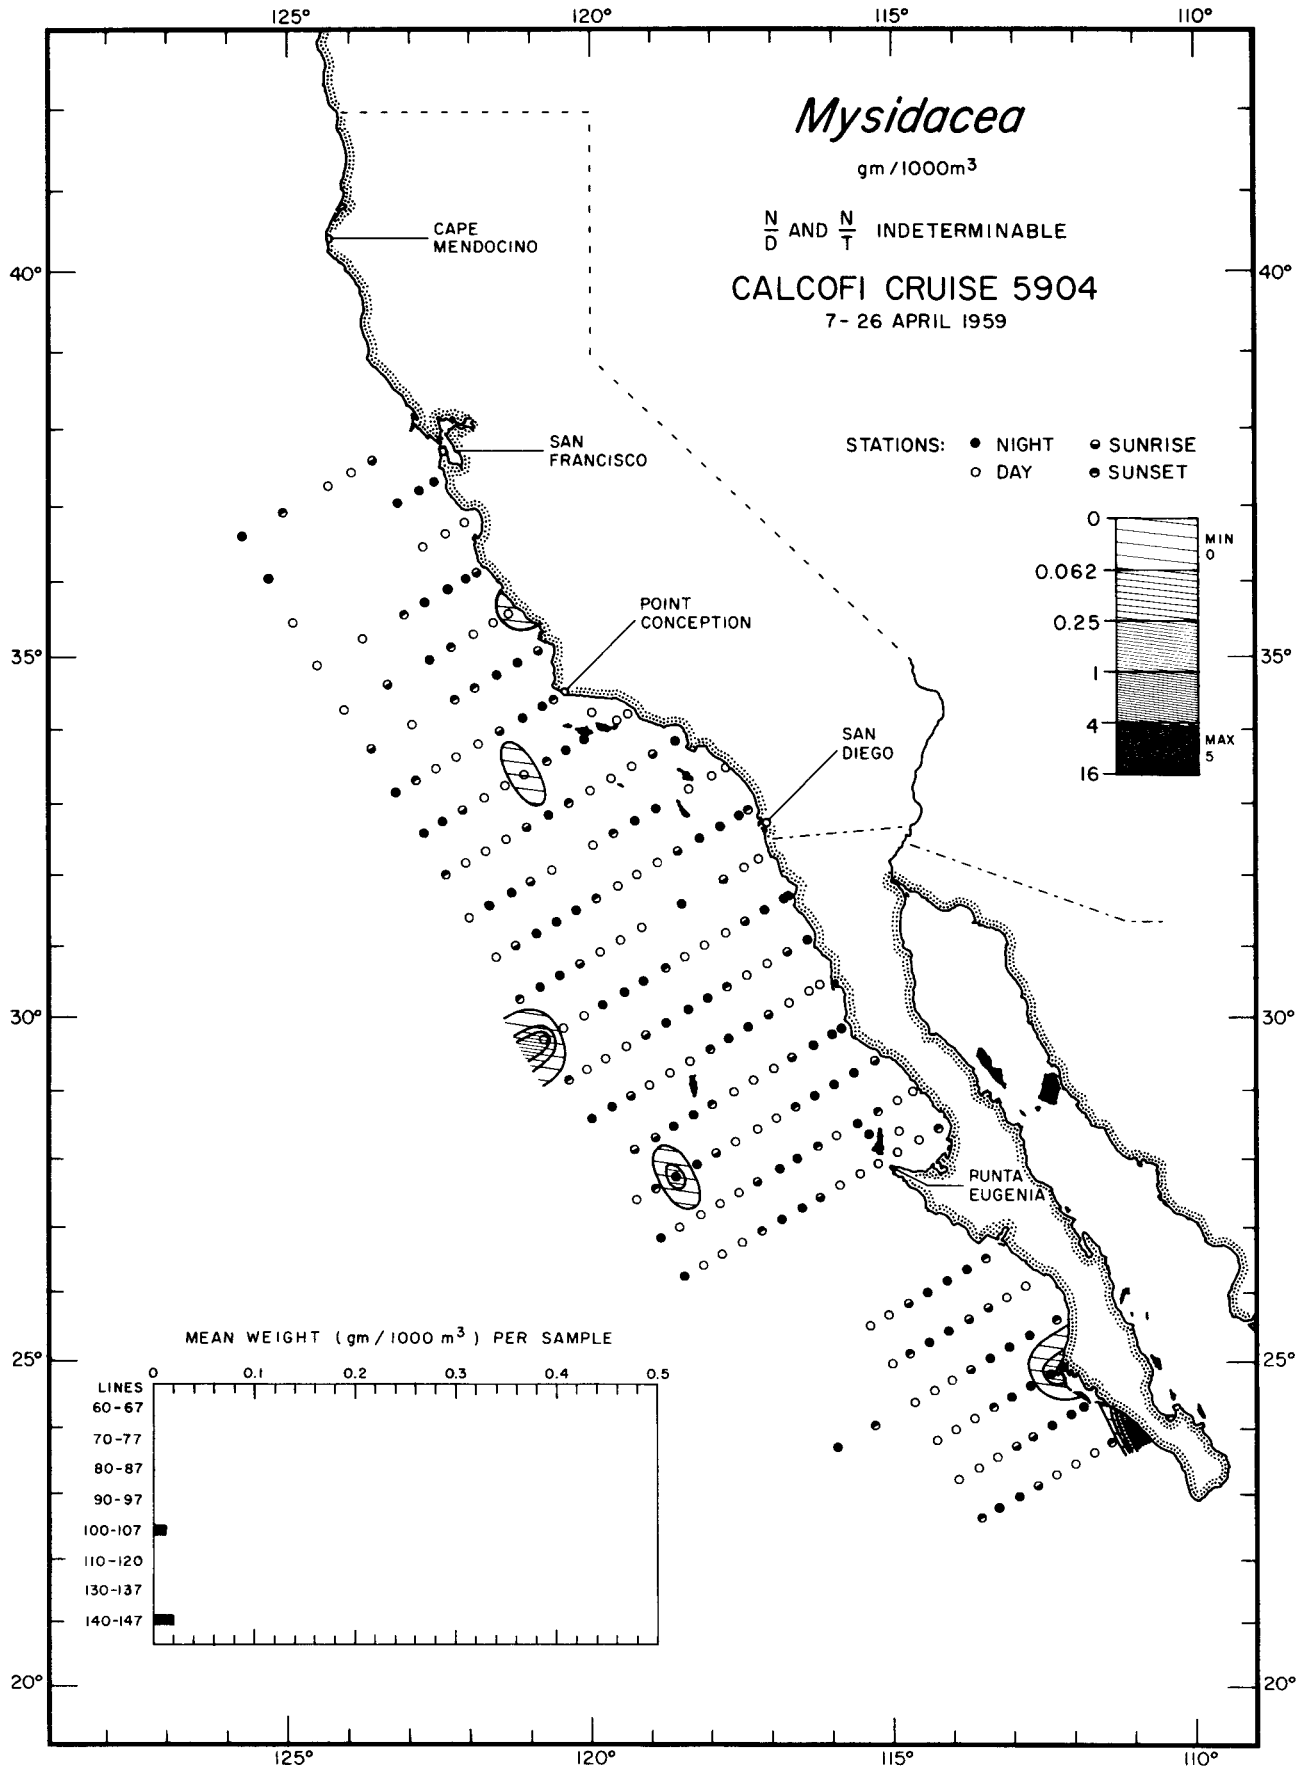 125° 120° 115° 110°
Mysidacea
gm/1000m³
N/D AND N/T INDETERMINABLE
CALCOFI CRUISE 5904
7-26 APRIL 1959
CAPE
MENDOCINO
40° 40°
STATIONS: ● NIGHT SUNRISE
○ DAY SUNSET
SAN
FRANCISCO
0
MIN
0
0.062
0.25
1
4
MAX
5
16
POINT
CONCEPTION
35° 35°
SAN
DIEGO
30° 30°
PUNTA
EUGENIA
25° 25°
MEAN WEIGHT (gm/1000 m³) PER SAMPLE
0 0.1 0.2 0.3 0.4 0.5
LINES
60-67
70-77
80-87
90-97
100-107
110-120
130-137
140-147
20° 20°
125° 120° 115° 110°